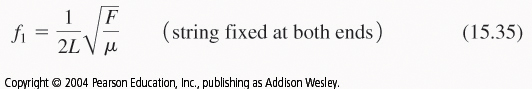 f₁ = 1/2L √F/μ (string fixed at both ends) (15.35)
Copyright © 2004 Pearson Education, Inc., publishing as Addison Wesley.